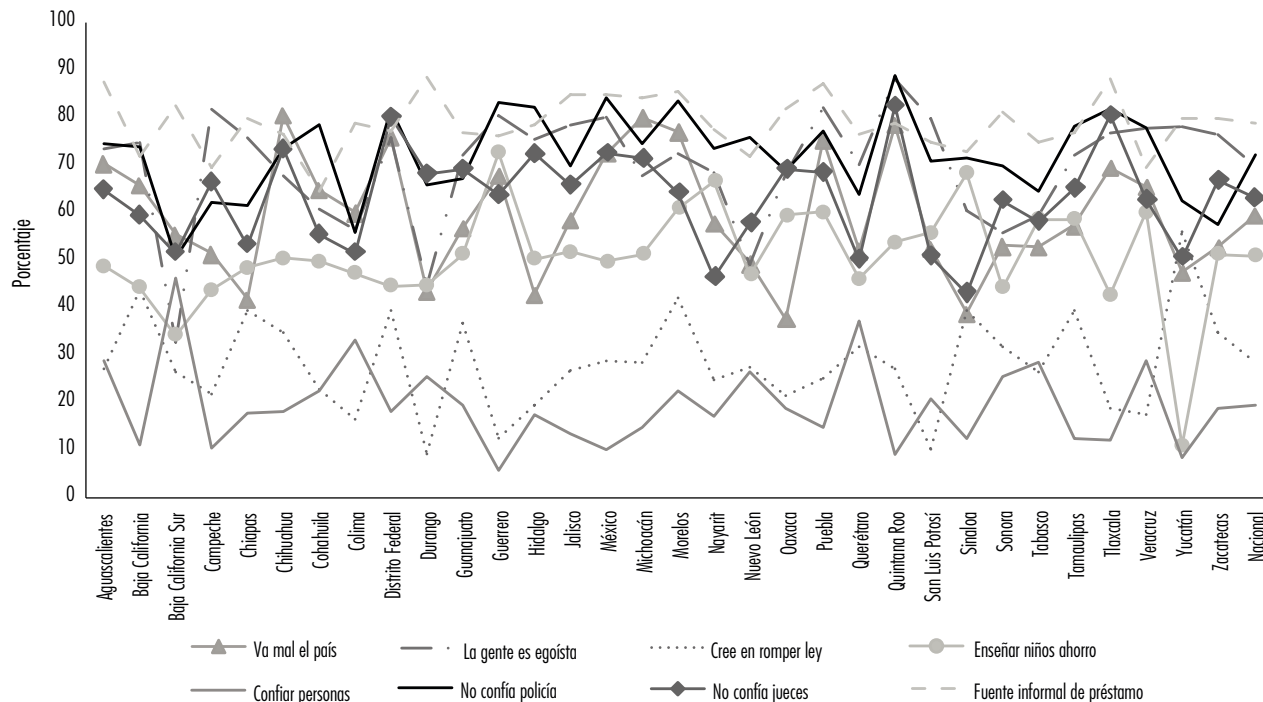 100
90
80
70
60
50
40
30
20
10
0
Porcentaje
Aguascalientes
Baja California
Baja California Sur
Campeche
Chipas
Chihuahua
Cohahuila
Colima
Distrito Federal
Durango
Guanajuato
Guerrero
Hidalgo
Jalisco
México
Michoacán
Morelos
Nayarit
Nuevo León
Oaxaca
Puebla
Querétaro
Quintana Roo
San Luis Potosí
Sinaloa
Sonora
Tabasco
Tamaulipas
Tlaxcala
Veracruz
Yucatán
Zacatecas
Nacional
Va mal el país
La gente es egoísta
Cree en romper ley
Enseñar niños ahorro
Confiar personas
No confía policía
No confía jueces
Fuente informal de préstamo